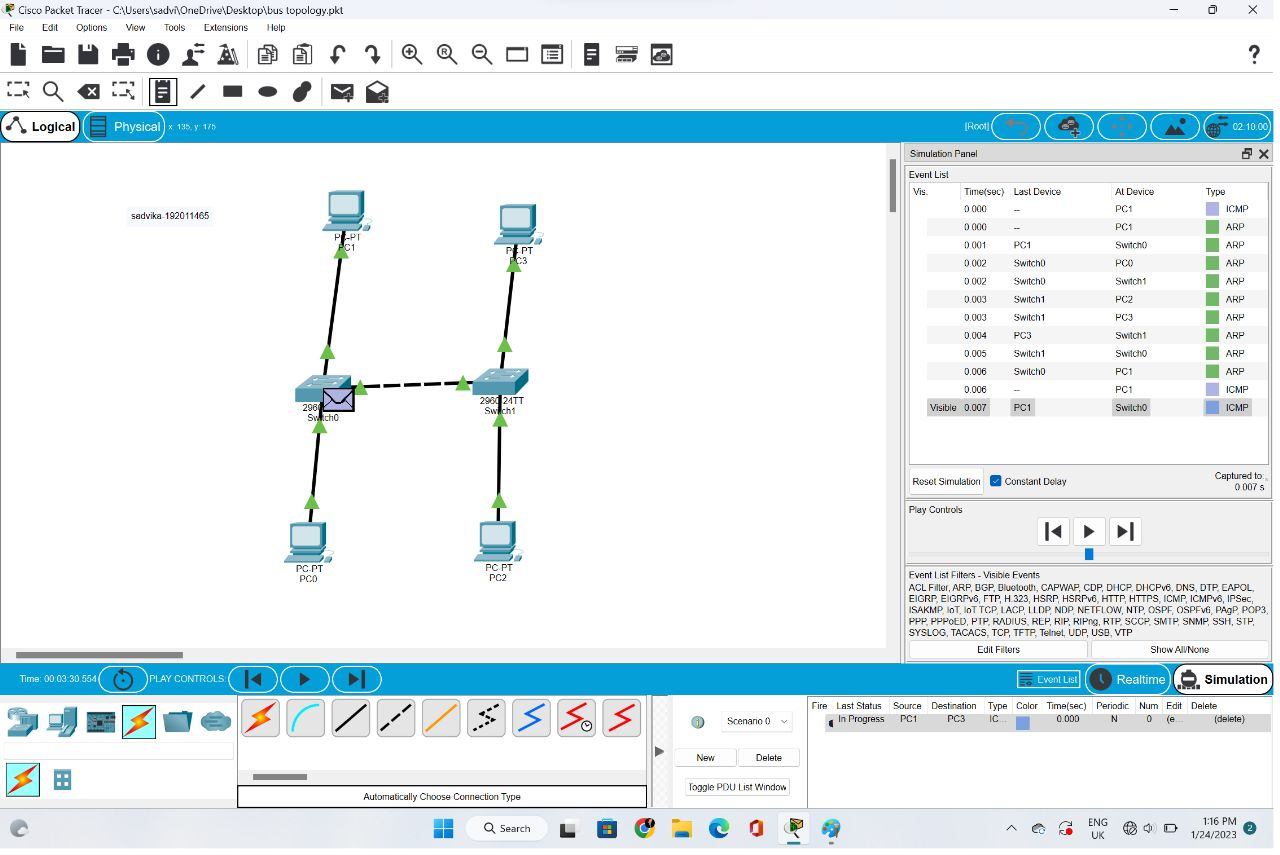 Cisco Packet Tracer - C:\Users\sadvi\OneDrive\Desktop\bus topology.pkt
File Edit Options View Tools Extensions Help
Logical Physical x: 135, y: 175 [Root] 02:10:00
sadvika-192011465
PC-PT
PC1
PC-PT
PC3
2960
Switch0
2960-24TT
Switch1
PC-PT
PC0
PC-PT
PC2
Simulation Panel
Event List
Vis. Time(sec) Last Device At Device Type
0.000 -- PC1 ICMP
0.000 -- PC1 ARP
0.001 PC1 Switch0 ARP
0.002 Switch0 PC0 ARP
0.002 Switch0 Switch1 ARP
0.003 Switch1 PC2 ARP
0.003 Switch1 PC3 ARP
0.004 PC3 Switch1 ARP
0.005 Switch1 Switch0 ARP
0.006 Switch0 PC1 ARP
0.006 -- PC1 ICMP
Visible 0.007 PC1 Switch0 ICMP
Reset Simulation Constant Delay Captured to:
0.007 s
Play Controls
Event List Filters - Visible Events
ACL Filter, ARP, BGP, Bluetooth, CAPWAP, CDP, DHCP, DHCPv6, DNS, DTP, EAPOL,
EIGRP, EIGRPv6, FTP, H.323, HSRP, HSRPv6, HTTP, HTTPS, ICMP, ICMPv6, IPSec,
ISAKMP, IoT, IoT TCP, LACP, LLDP, NDP, NETFLOW, NTP, OSPF, OSPFv6, PAgP, POP3,
PPP, PPPoED, PTP, RADIUS, REP, RIP, RIPng, RTP, SCCP, SMTP, SNMP, SSH, STP,
SYSLOG, TACACS, TCP, TFTP, Telnet, UDP, USB, VTP
Edit Filters Show All/None
Time: 00:03:30.554 PLAY CONTROLS: Event List Realtime Simulation
Automatically Choose Connection Type
Scenario 0
New Delete
Toggle PDU List Window
Fire Last Status Source Destination Type Color Time(sec) Periodic Num Edit Delete
In Progress PC1 PC3 IC... 0.000 N 0 (e... (delete)
Search
ENG
UK
1:16 PM
1/24/2023
2